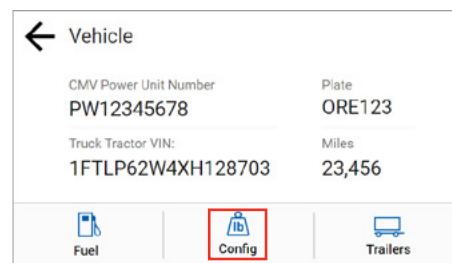 Vehicle
CMV Power Unit Number Plate
PW12345678 ORE123
Truck Tractor VIN: Miles
1FTLP62W4XH128703 23,456
lb
Fuel Config Trailers